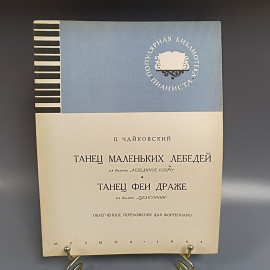 ПОПУЛЯРНАЯ БИБЛИОТЕКА ПИАНИСТА
П. ЧАЙКОВСКИЙ
ТАНЕЦ МАЛЕНЬКИХ ЛЕБЕДЕЙ
из балета „ЛЕБЕДИНОЕ ОЗЕРО"
ТАНЕЦ ФЕИ ДРАЖЕ
из балета „ЩЕЛКУНЧИК"
ОБЛЕГЧЕННОЕ ПЕРЕЛОЖЕНИЕ ДЛЯ ФОРТЕПИАНО
МУЗЫКА •